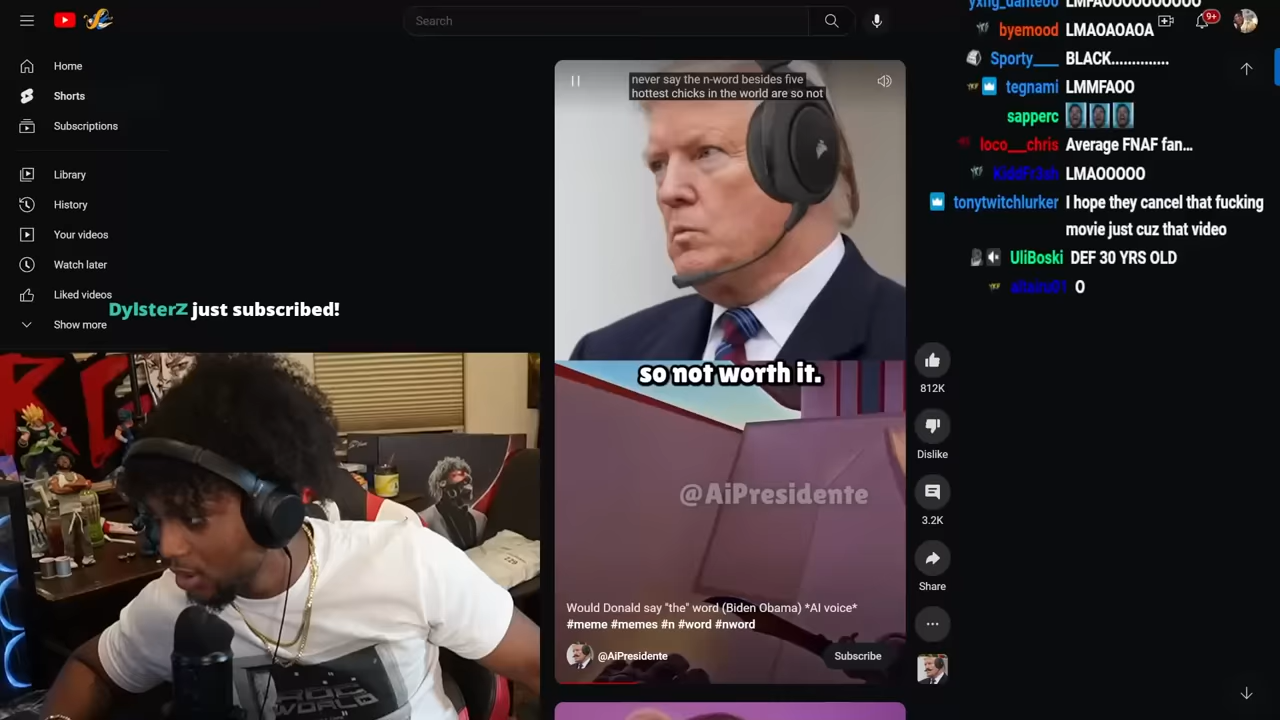 Search
9+
Home
Shorts
Subscriptions
Library
History
Your videos
Watch later
Liked videos
Show more
DylsterZ just subscribed!
never say the n-word besides five
hottest chicks in the world are so not
so not worth it.
@AiPresidente
Would Donald say "the" word (Biden Obama) *AI voice*
#meme #memes #n #word #nword
@AiPresidente
Subscribe
812K
Dislike
3.2K
Share
byemood LMAOAOAOA
Sporty____ BLACK..............
tegnami LMMFAOO
sapperc
loco__chris Average FNAF fan...
KiddFr3sh LMAOOOOO
tonytwitchlurker I hope they cancel that fucking
movie just cuz that video
UliBoski DEF 30 YRS OLD
O